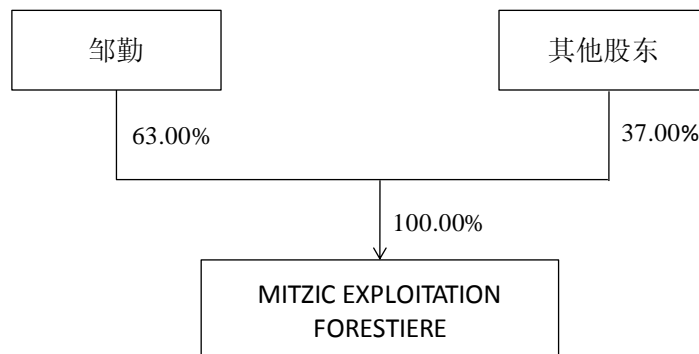 邹勤
其他股东
63.00%
37.00%
100.00%
MITZIC EXPLOITATION
FORESTIERE